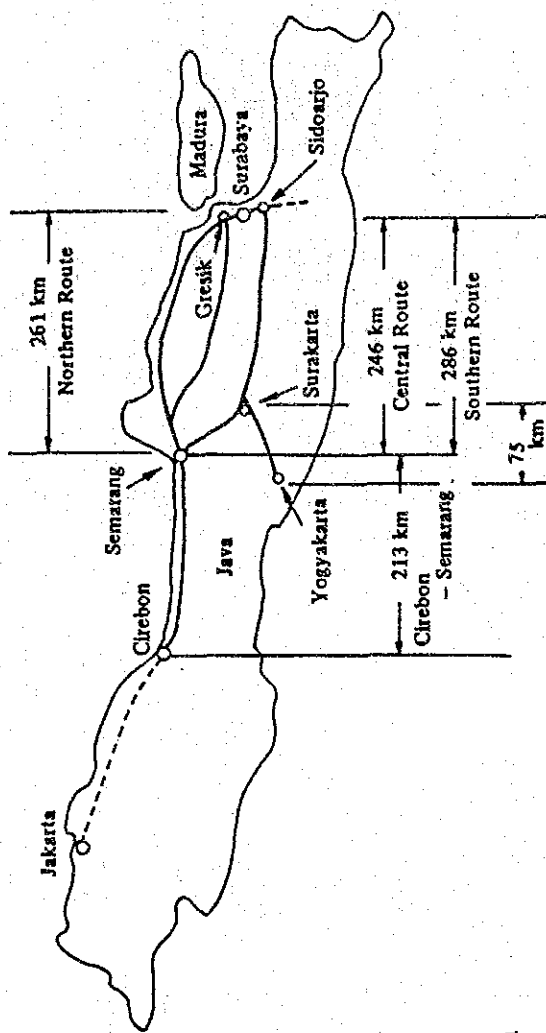 261 km
Northern Route
Madura
Surabaya
Sidoarjo
Gresik
Semarang
Surakarta
246 km
Central Route
286 km
Southern Route
Cirebon
Java
Yogyakarta
213 km
Cirebon
– Semarang
75
km
Jakarta